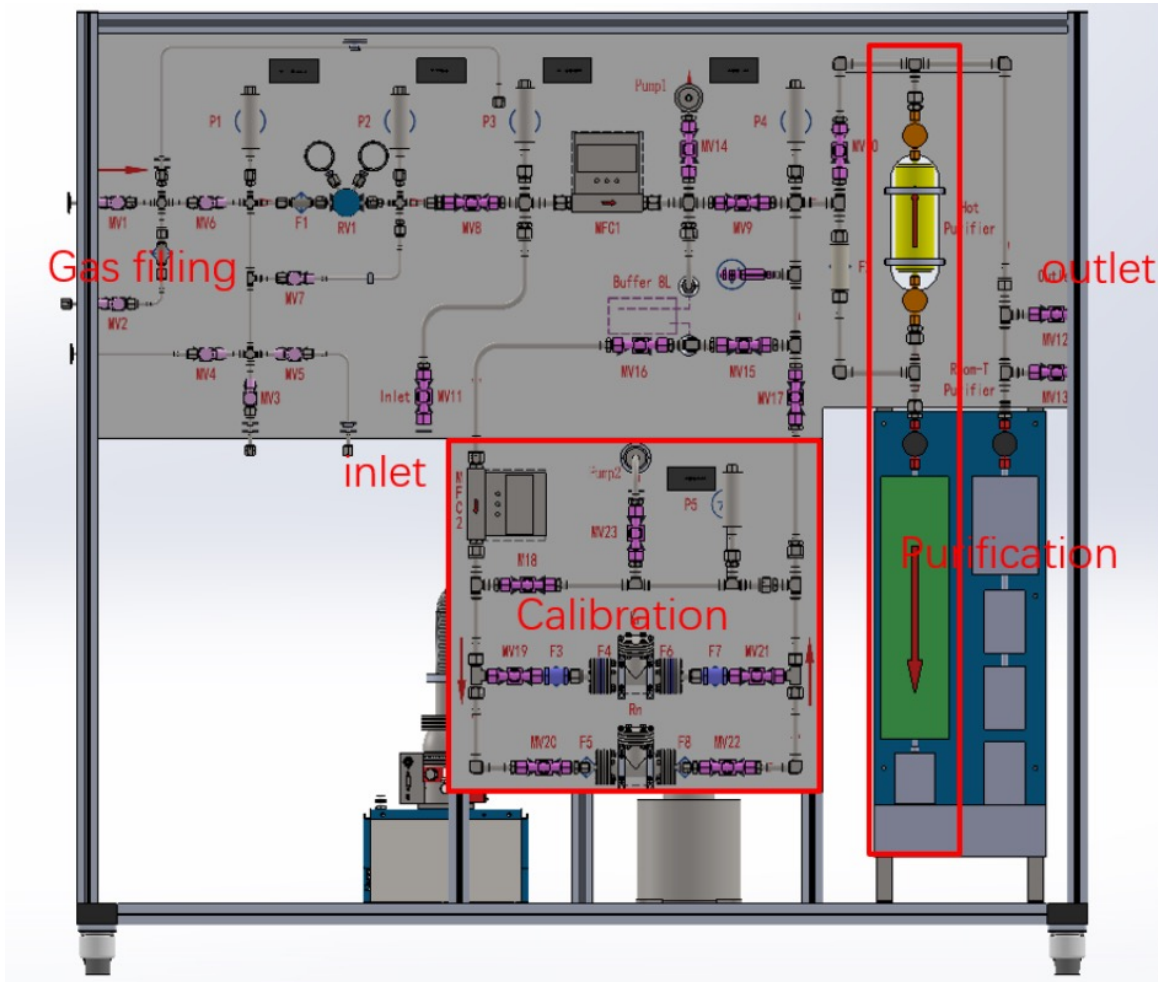 Pump1
P1
P2
P3
MV14
P4
MV1
MV6
F1
RV1
MV8
MFC1
MV9
Hot
Purifier
Gas filling
outlet
MV7
Buffer 8L
MV2
MV12
MV4
MV5
MV16
MV15
Room-T
Purifier
MV3
Inlet
MV11
MV17
MV13
inlet
Pump2
MFC2
P5
MV23
Purification
M18
Calibration
MV19
F3
F4
F6
F7
MV21
Rn
MV20
F5
F8
MV22